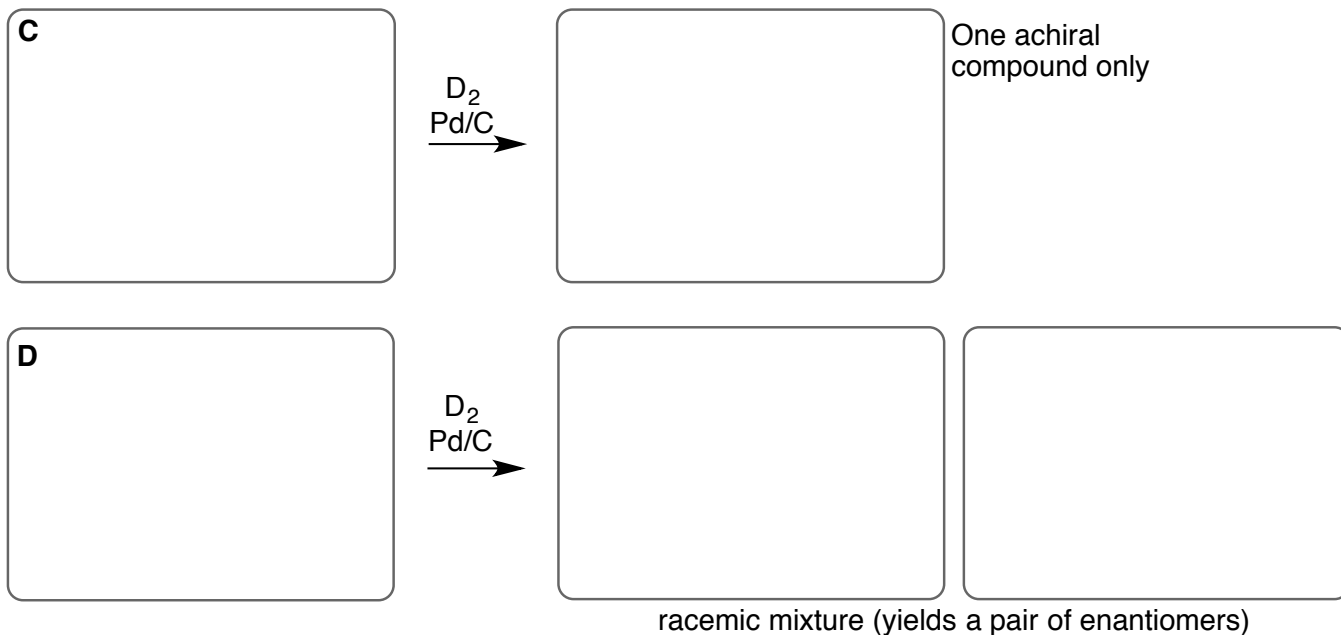 C
D₂
Pd/C
One achiral
compound only
D
D₂
Pd/C
racemic mixture (yields a pair of enantiomers)